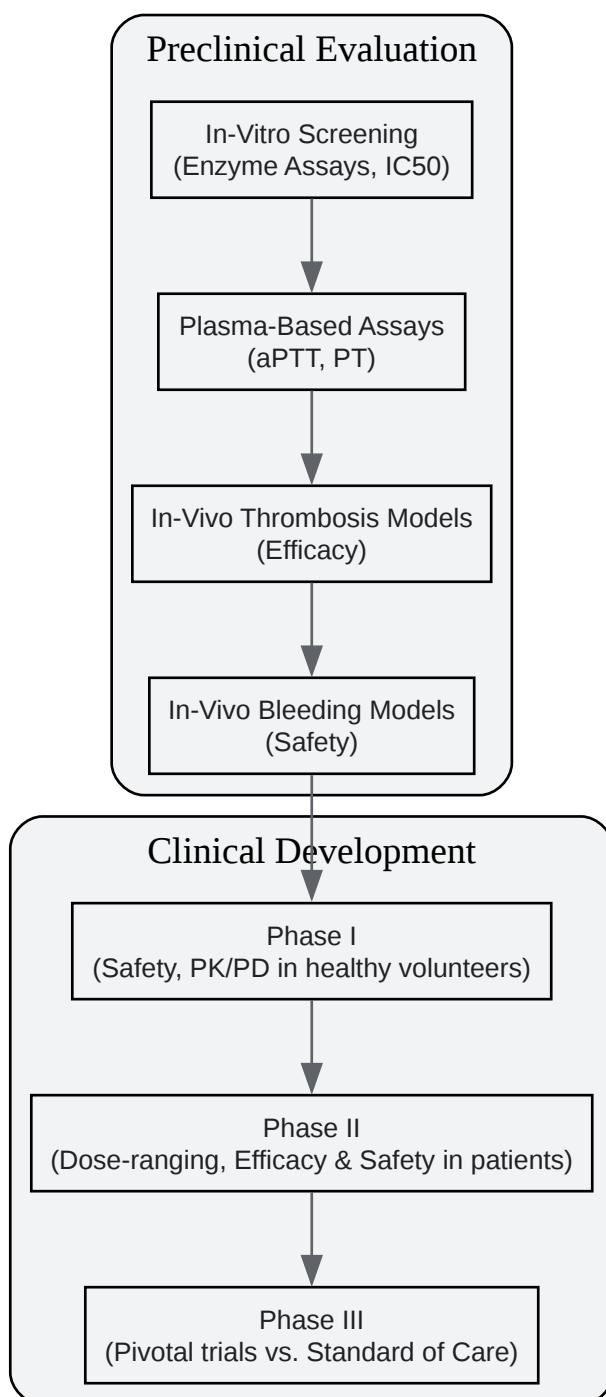 Preclinical Evaluation
In-Vitro Screening
(Enzyme Assays, IC50)
Plasma-Based Assays
(aPTT, PT)
In-Vivo Thrombosis Models
(Efficacy)
In-Vivo Bleeding Models
(Safety)
Clinical Development
Phase I
(Safety, PK/PD in healthy volunteers)
Phase II
(Dose-ranging, Efficacy & Safety in patients)
Phase III
(Pivotal trials vs. Standard of Care)